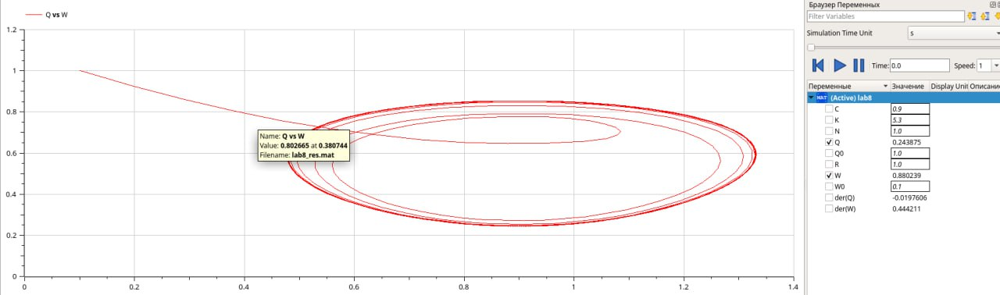 Q vs W
1.2
1
0.8
0.6
0.4
0.2
0
0
0.2
0.4
0.6
0.8
1
1.2
1.4
Name: Q vs W
Value: 0.802665 at 0.380744
Filename: lab8_res.mat
Браузер Переменных
Filter Variables
Simulation Time Unit s
Time: 0.0 Speed: 1
Переменные Значение Display Unit Описание
MAT (Active) lab8
C 0.9
K 5.3
N 1.0
Q 0.243875
Q0 1.0
R 1.0
W 0.880239
W0 0.1
der(Q) -0.0197606
der(W) 0.444211